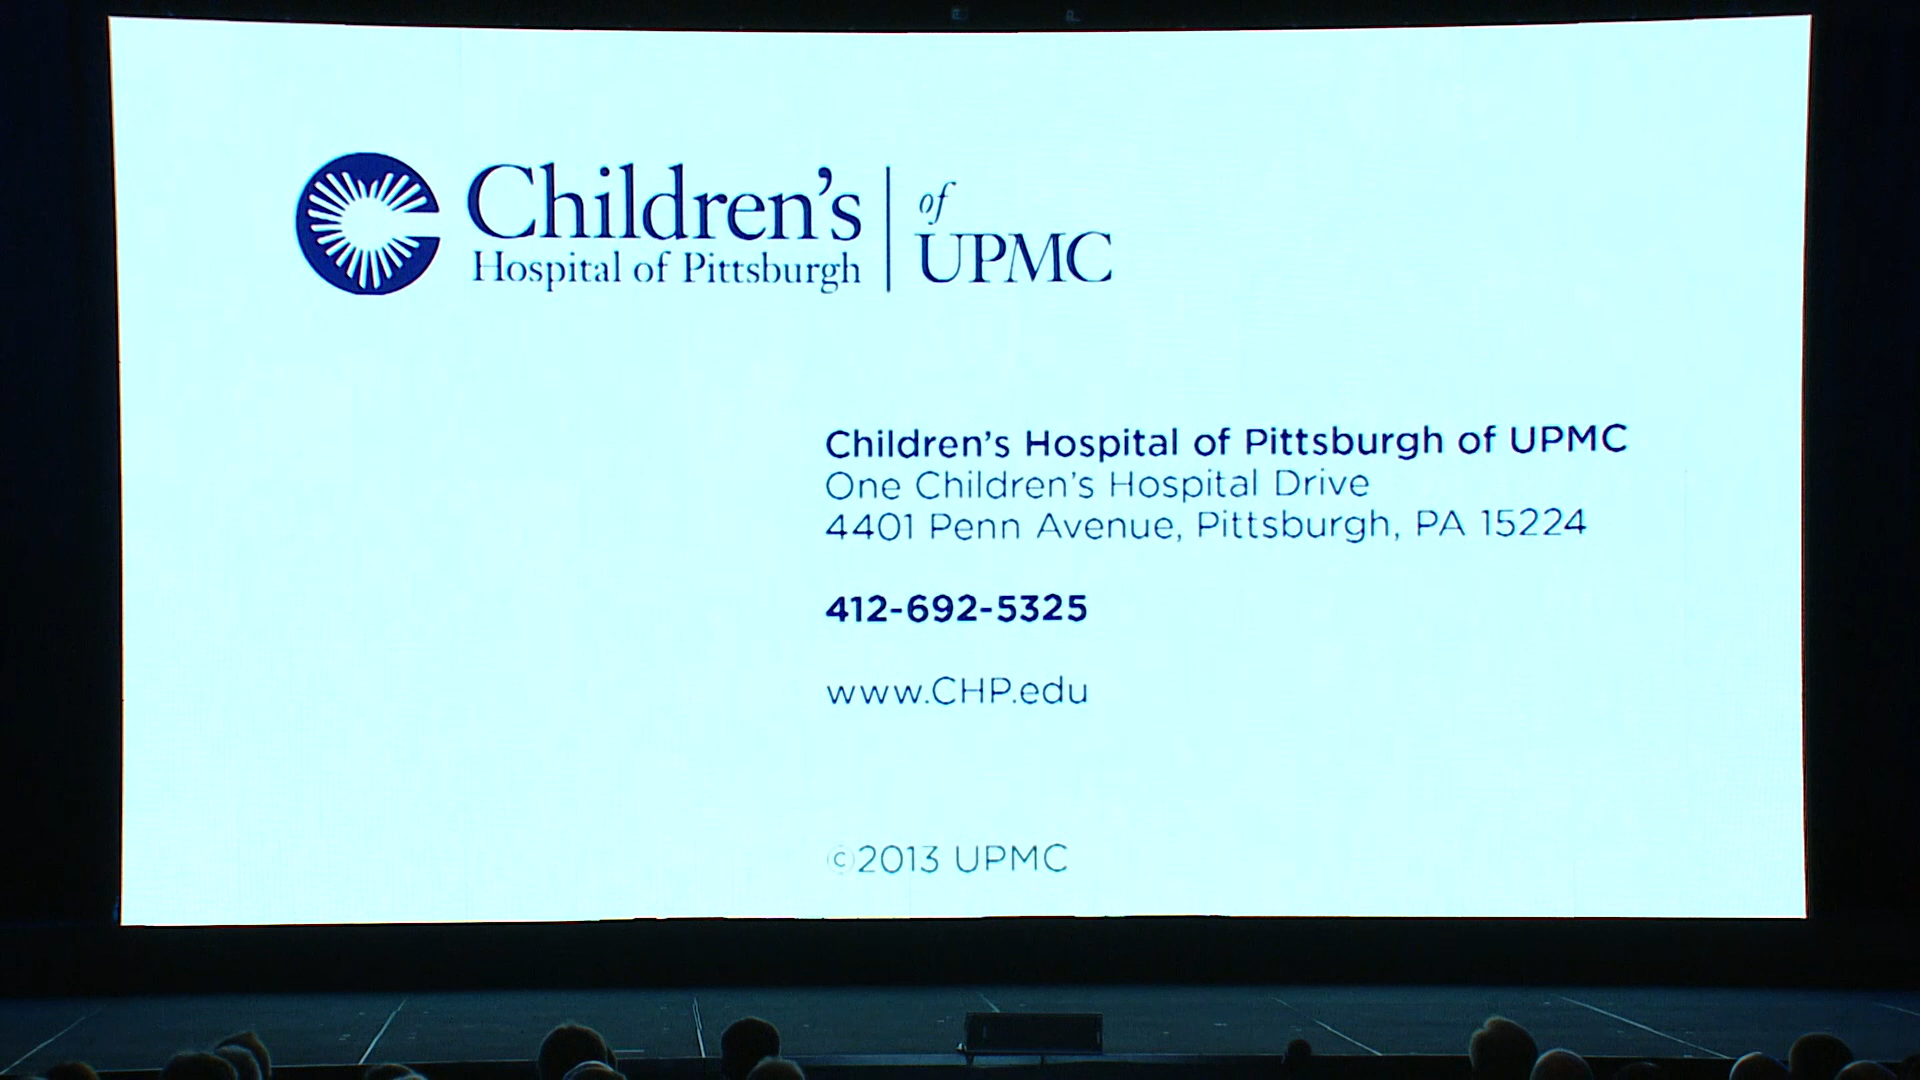 Children's
Hospital of Pittsburgh
of
UPMC
Children's Hospital of Pittsburgh of UPMC
One Children's Hospital Drive
4401 Penn Avenue, Pittsburgh, PA 15224
412-692-5325
www.CHP.edu
©2013 UPMC